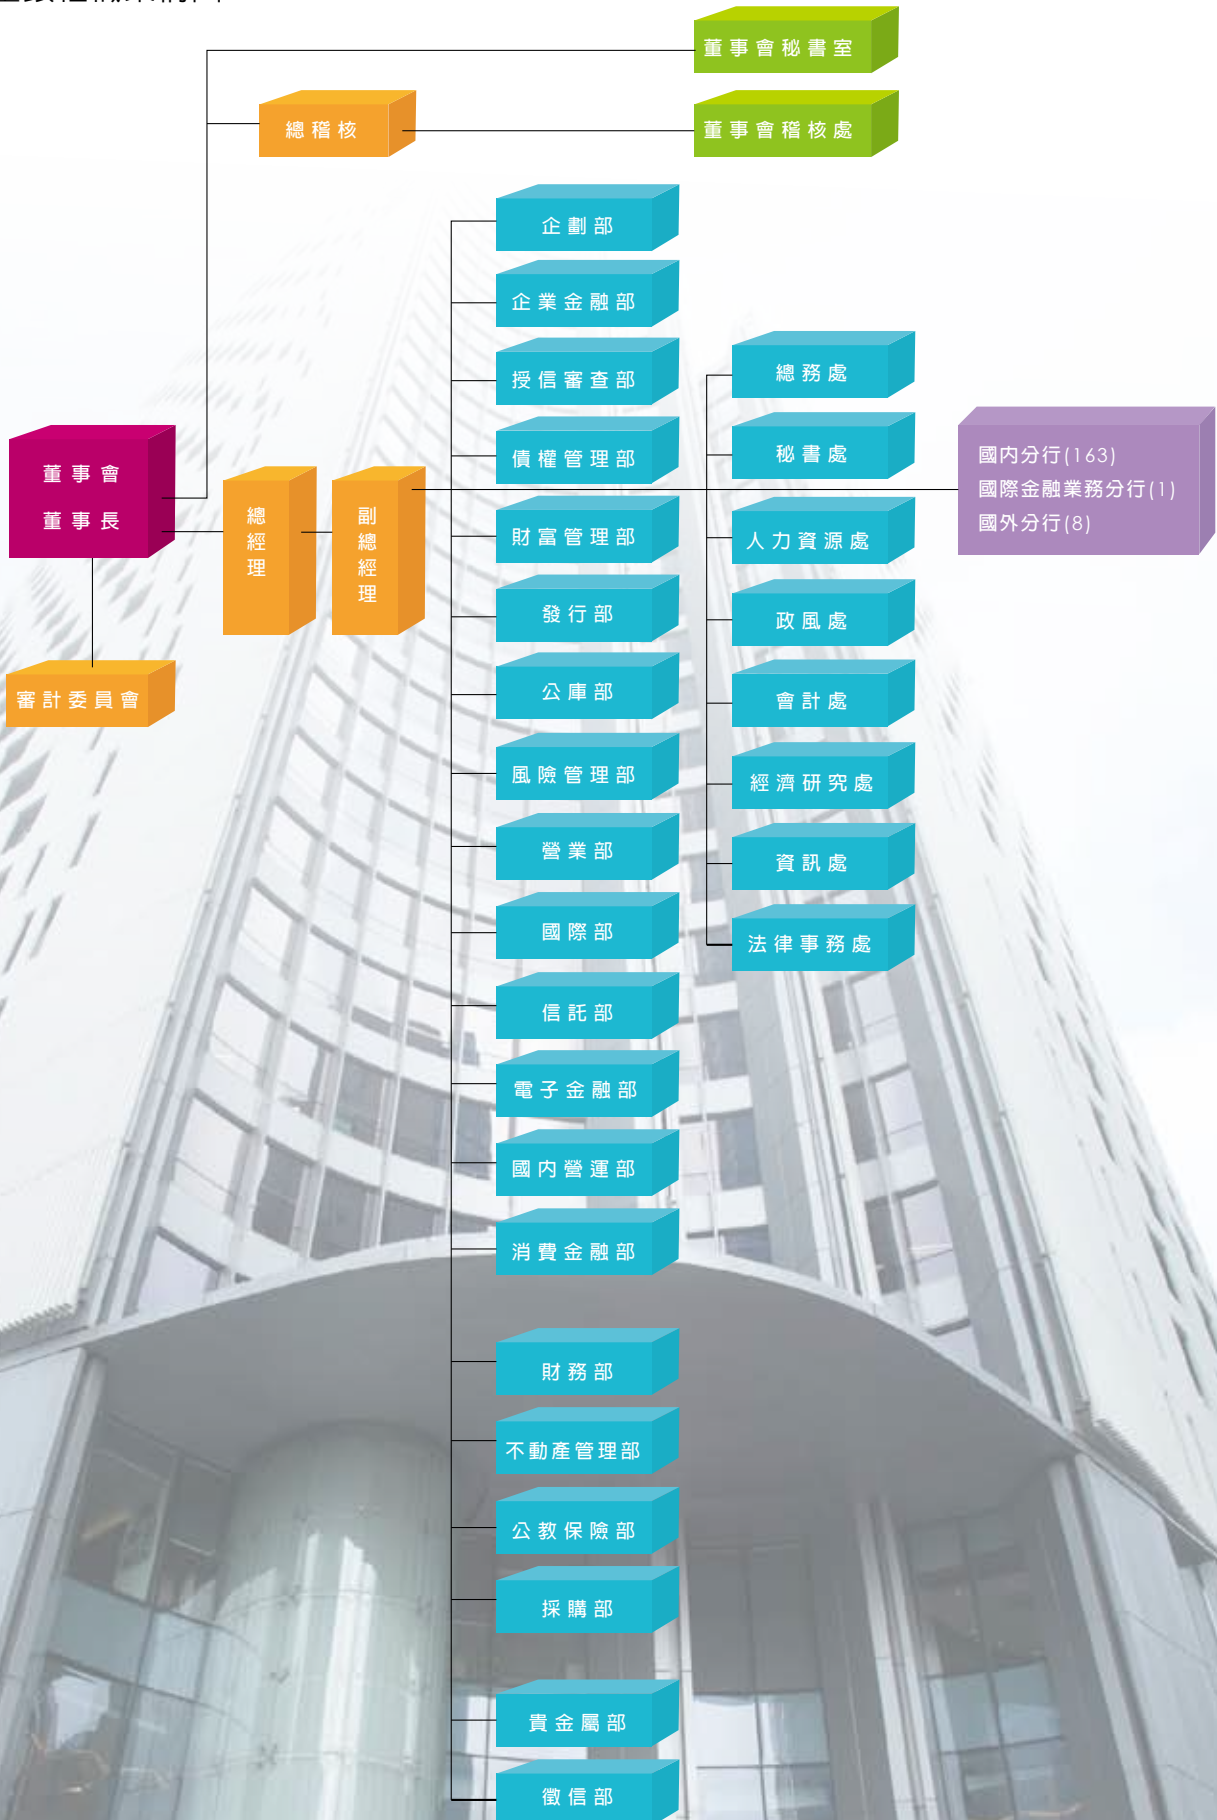 董事會秘書室
總稽核
董事會稽核處
企劃部
企業金融部
授信審查部
債權管理部
財富管理部
發行部
公庫部
風險管理部
營業部
國際部
信託部
電子金融部
國內營運部
消費金融部
財務部
不動產管理部
公教保險部
採購部
貴金屬部
徵信部
總務處
秘書處
人力資源處
政風處
會計處
經濟研究處
資訊處
法律事務處
國內分行(163)
國際金融業務分行(1)
國外分行(8)
董事會
董事長
總經理
副總經理
審計委員會